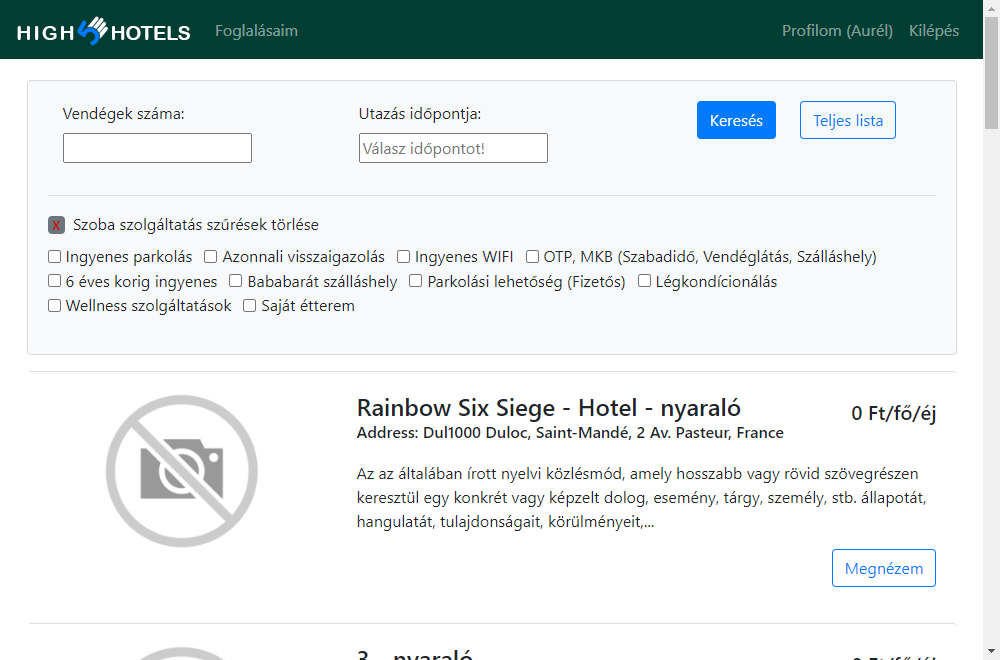 HIGH HOTELS Foglalásaim Profilom (Aurél) Kilépés
Vendégek száma: Utazás időpontja: Keresés Teljes lista
Válasz időpontot!
X Szoba szolgáltatás szűrések törlése
Ingyenes parkolás Azonnali visszaigazolás Ingyenes WIFI OTP, MKB (Szabadidő, Vendéglátás, Szálláshely)
6 éves korig ingyenes Bababarát szálláshely Parkolási lehetőség (Fizetős) Légkondícionálás
Wellness szolgáltatások Saját étterem
Rainbow Six Siege - Hotel - nyaraló 0 Ft/fő/éj
Address: Dul1000 Duloc, Saint-Mandé, 2 Av. Pasteur, France
Az az általában írott nyelvi közlésmód, amely hosszabb vagy rövid szövegrészen
keresztül egy konkrét vagy képzelt dolog, esemény, tárgy, személy, stb. állapotát,
hangulatát, tulajdonságait, körülményeit,...
Megnézem
3 - nyaraló 0 Ft/fő/éj